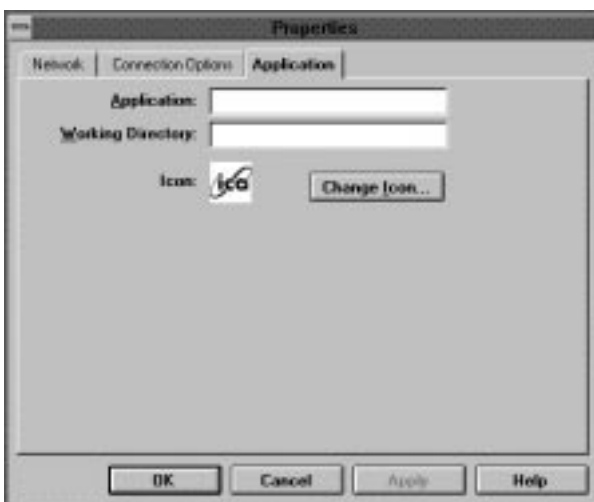 Properties
Network Connection Options Application
Application:
Working Directory:
Icon: ica Change Icon...
OK Cancel Apply Help